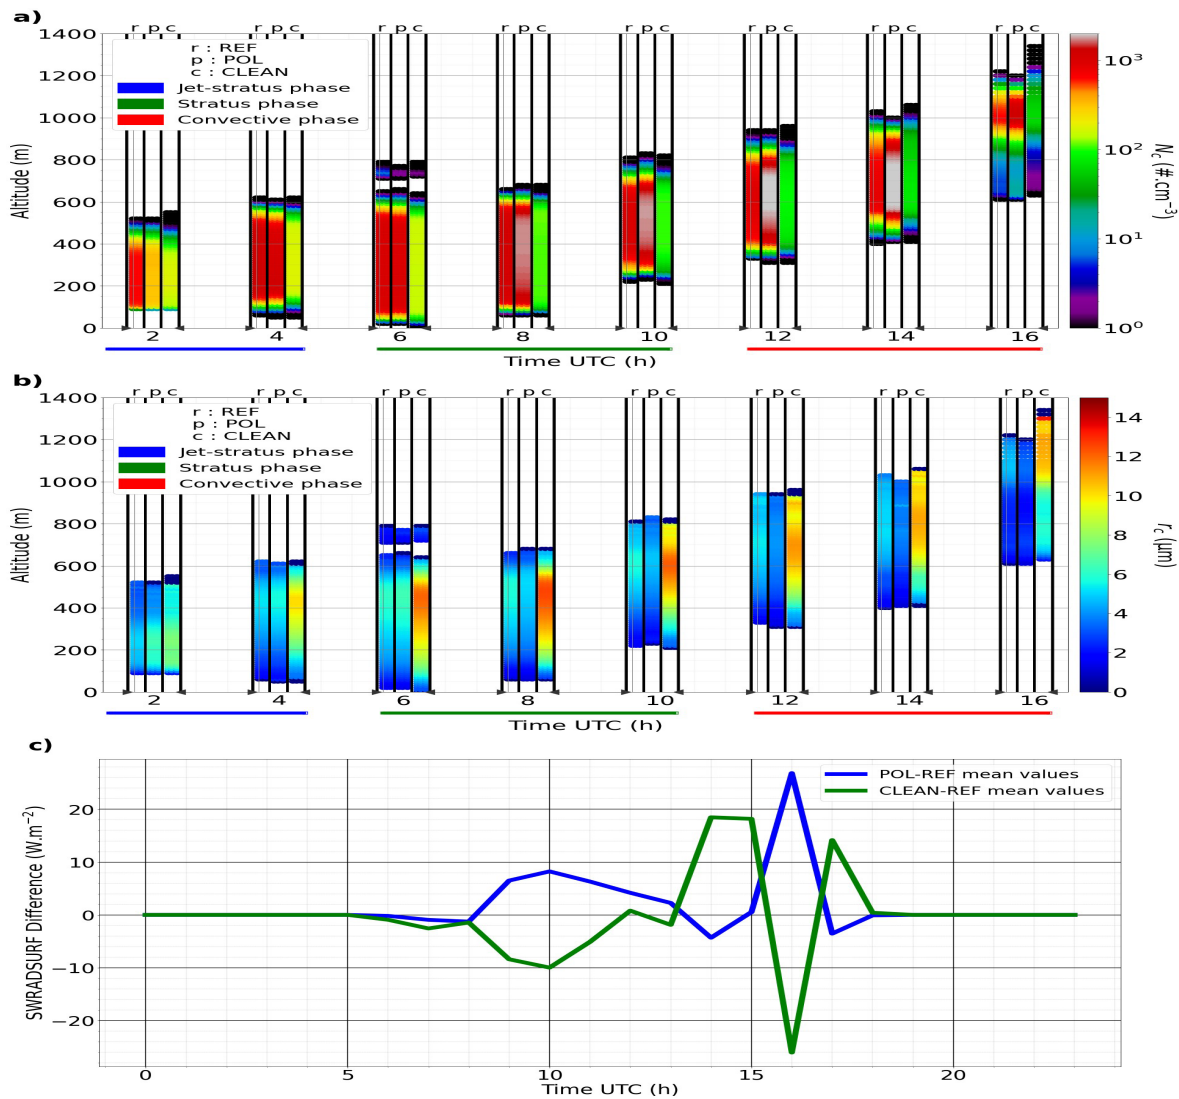 a)
r p c r p c r p c r p c r p c r p c r p c r p c
r : REF
p : POL
c : CLEAN
Jet-stratus phase
Stratus phase
Convective phase
1400
1200
1000
800
600
400
200
0
Altitude (m)
2 4 6 8 10 12 14 16
Time UTC (h)
10³
10²
10¹
10⁰
N_c (#.cm⁻³)
b)
r p c r p c r p c r p c r p c r p c r p c r p c
r : REF
p : POL
c : CLEAN
Jet-stratus phase
Stratus phase
Convective phase
1400
1200
1000
800
600
400
200
0
Altitude (m)
2 4 6 8 10 12 14 16
Time UTC (h)
14
12
10
8
6
4
2
0
r_c (µm)
c)
POL-REF mean values
CLEAN-REF mean values
20
10
0
−10
−20
SWRADSURF Difference (W.m⁻²)
0 5 10 15 20
Time UTC (h)